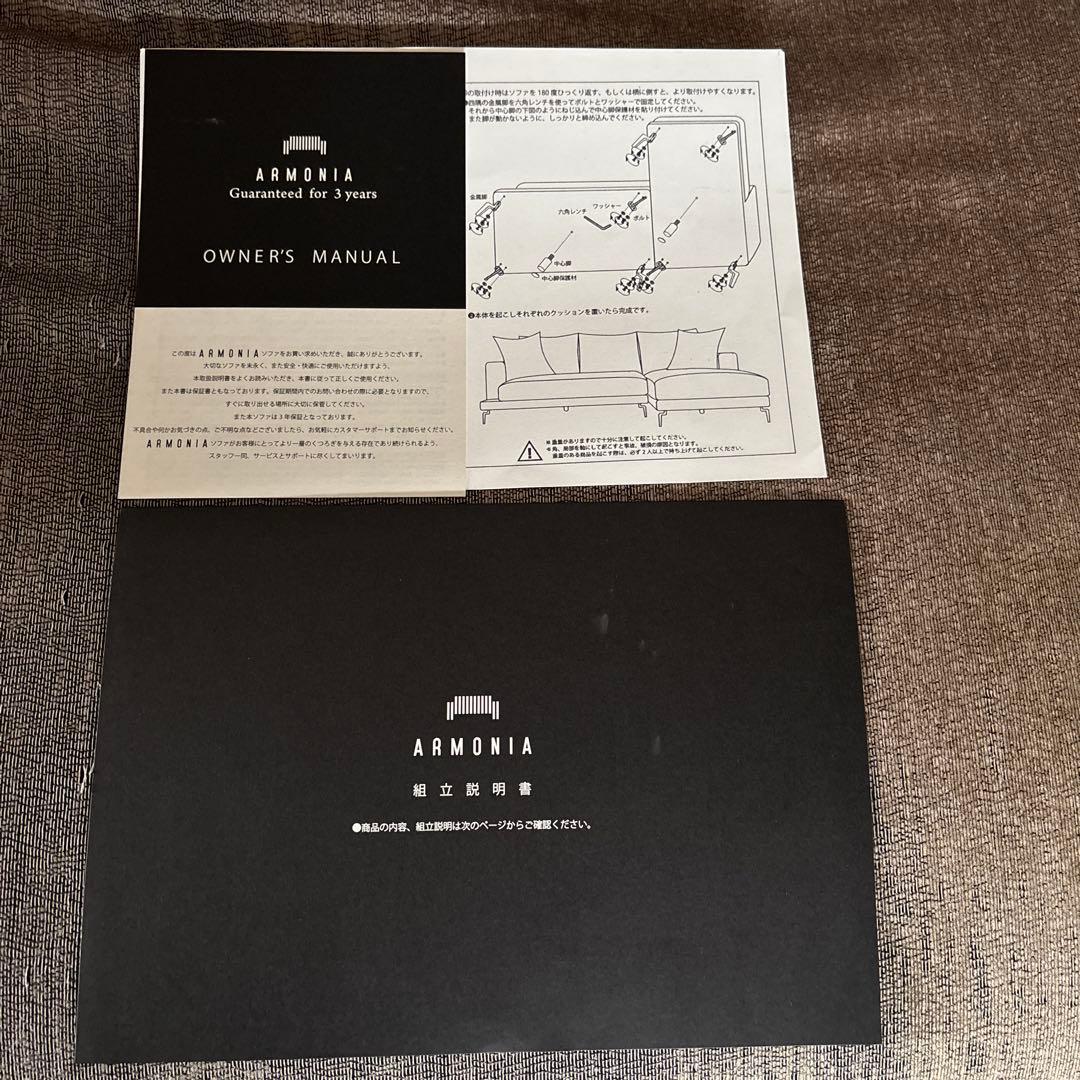 ARMONIA
Guaranteed for 3 years
OWNER'S MANUAL
この度は ARMONIA ソファをお買い求めいただき、誠にありがとうございます。
大切なソファを末永く、また安全・快適にご使用いただけますよう、
本取扱説明書をよくお読みいただき、本書に従って正しくご使用ください。
また本書は保証書ともなっております。保証期間内でのお問い合わせの際に必要となりますので、
すぐに取り出せる場所に大切に保管してください。
また本ソファは3年保証となっております。
不具合や何かお気づきの点、ご不明な点などございましたら、お気軽にカスタマーサポートまでお知らせください。
ARMONIA ソファがお客様にとってより一層のくつろぎを与える存在であり続けられるよう、
スタッフ一同、サービスとサポートに尽くしてまいります。
の取付け時はソファを180度ひっくり返す、もしくは横に倒すと、より取付けやすくなります。
四隅の金属脚を六角レンチを使ってボルトとワッシャーで固定してください。
それから中心脚の下図のようにねじ込んで中心脚保護材を貼り付けてください。
また脚が動かないように、しっかりと締め込んでください。
金属脚
六角レンチ
ワッシャー
ボルト
中心脚
中心脚保護材
❷本体を起こしそれぞれのクッションを置いたら完成です。
※重量がありますので十分に注意して起こしてください。
※角、局部を軸にして起こすと事故、破損の原因となります。
重量のある商品を起こす際は、必ず2人以上で持ち上げて起こしてください。
ARMONIA
組立説明書
●商品の内容、組立説明は次のページからご確認ください。